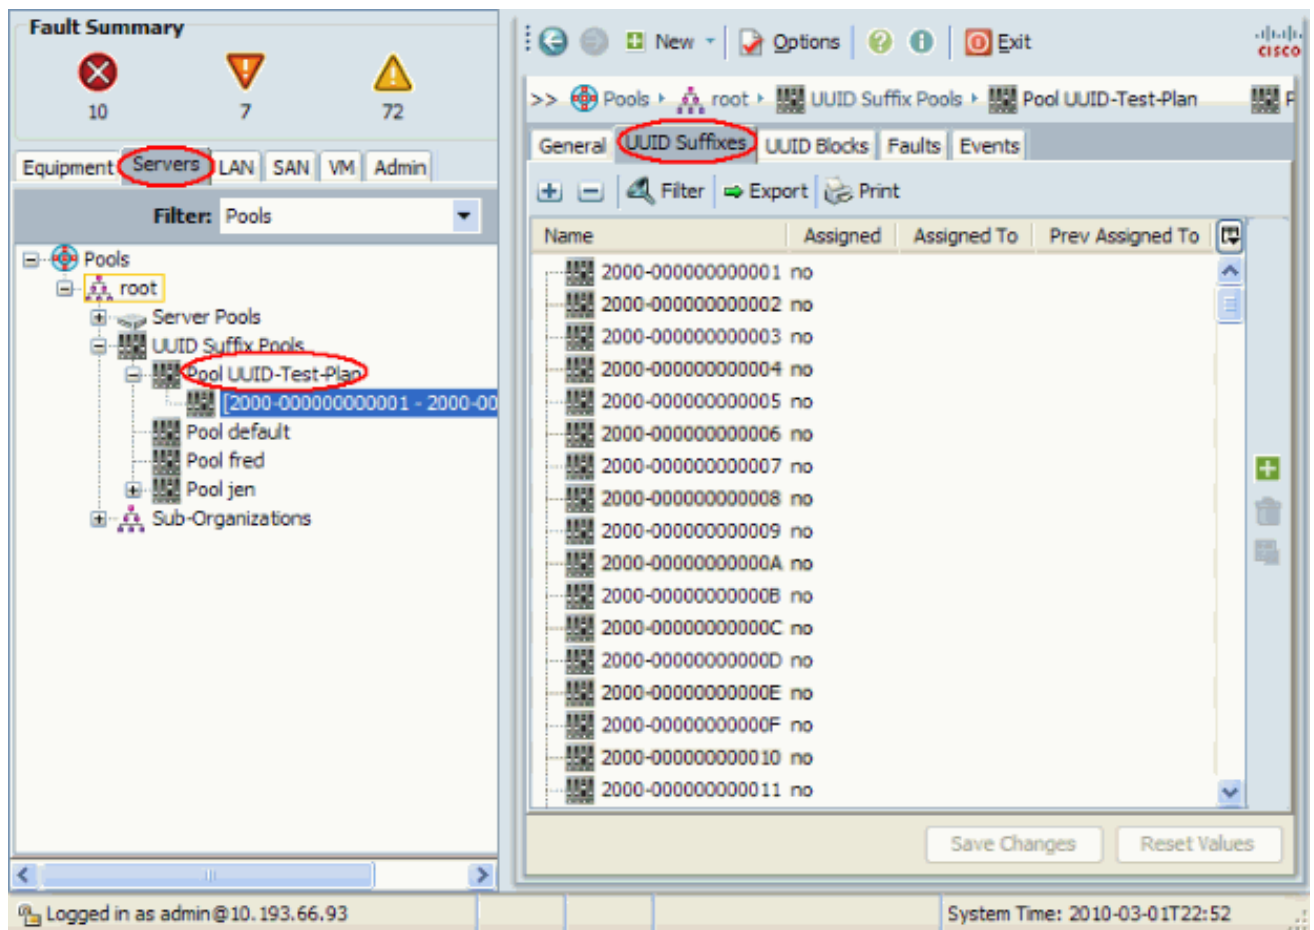 Fault Summary
10 7 72
Equipment Servers LAN SAN VM Admin
Filter: Pools
Pools
root
Server Pools
UUID Suffix Pools
Pool UUID-Test-Plan
[2000-000000000001 - 2000-00
Pool default
Pool fred
Pool jen
Sub-Organizations
New Options Exit
CISCO
>> Pools root UUID Suffix Pools Pool UUID-Test-Plan P
General UUID Suffixes UUID Blocks Faults Events
Filter Export Print
Name Assigned Assigned To Prev Assigned To
2000-000000000001 no
2000-000000000002 no
2000-000000000003 no
2000-000000000004 no
2000-000000000005 no
2000-000000000006 no
2000-000000000007 no
2000-000000000008 no
2000-000000000009 no
2000-00000000000A no
2000-00000000000B no
2000-00000000000C no
2000-00000000000D no
2000-00000000000E no
2000-00000000000F no
2000-000000000010 no
2000-000000000011 no
Save Changes Reset Values
Logged in as admin@10.193.66.93 System Time: 2010-03-01T22:52